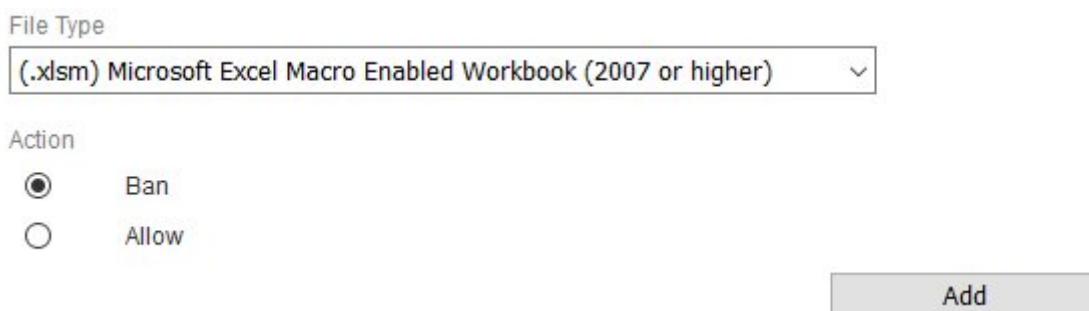 File Type
(.xlsm) Microsoft Excel Macro Enabled Workbook (2007 or higher)
Action
Ban
Allow
Add